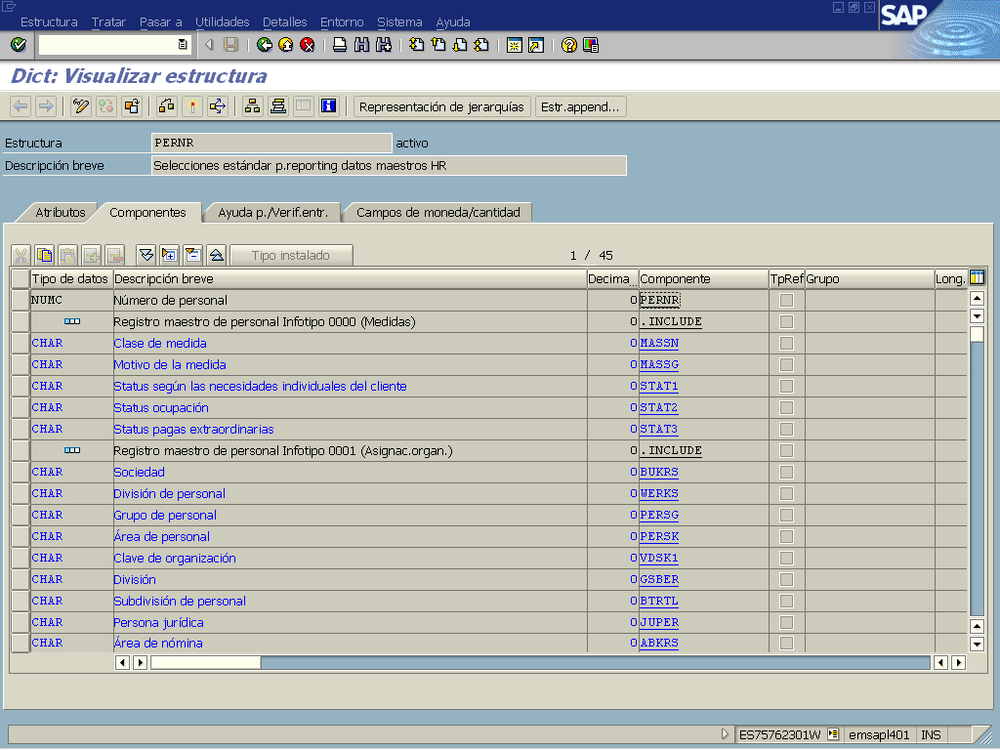 Estructura Tratar Pasar a Utilidades Detalles Entorno Sistema Ayuda
SAP
Dict: Visualizar estructura
Representación de jerarquías Estr.append...
Estructura PERNR activo
Descripción breve Selecciones estándar p.reporting datos maestros HR
Atributos Componentes Ayuda p./Verif.entr. Campos de moneda/cantidad
Tipo instalado 1 / 45
Tipo de datos Descripción breve Decima... Componente TpRef Grupo Long.
NUMC Número de personal 0 PERNR
Registro maestro de personal Infotipo 0000 (Medidas) 0 .INCLUDE
CHAR Clase de medida 0 MASSN
CHAR Motivo de la medida 0 MASSG
CHAR Status según las necesidades individuales del cliente 0 STAT1
CHAR Status ocupación 0 STAT2
CHAR Status pagas extraordinarias 0 STAT3
Registro maestro de personal Infotipo 0001 (Asignac.organ.) 0 .INCLUDE
CHAR Sociedad 0 BUKRS
CHAR División de personal 0 WERKS
CHAR Grupo de personal 0 PERSG
CHAR Área de personal 0 PERSK
CHAR Clave de organización 0 VDSK1
CHAR División 0 GSBER
CHAR Subdivisión de personal 0 BTRTL
CHAR Persona jurídica 0 JUPER
CHAR Área de nómina 0 ABKRS
ES75762301W emsapl401 INS